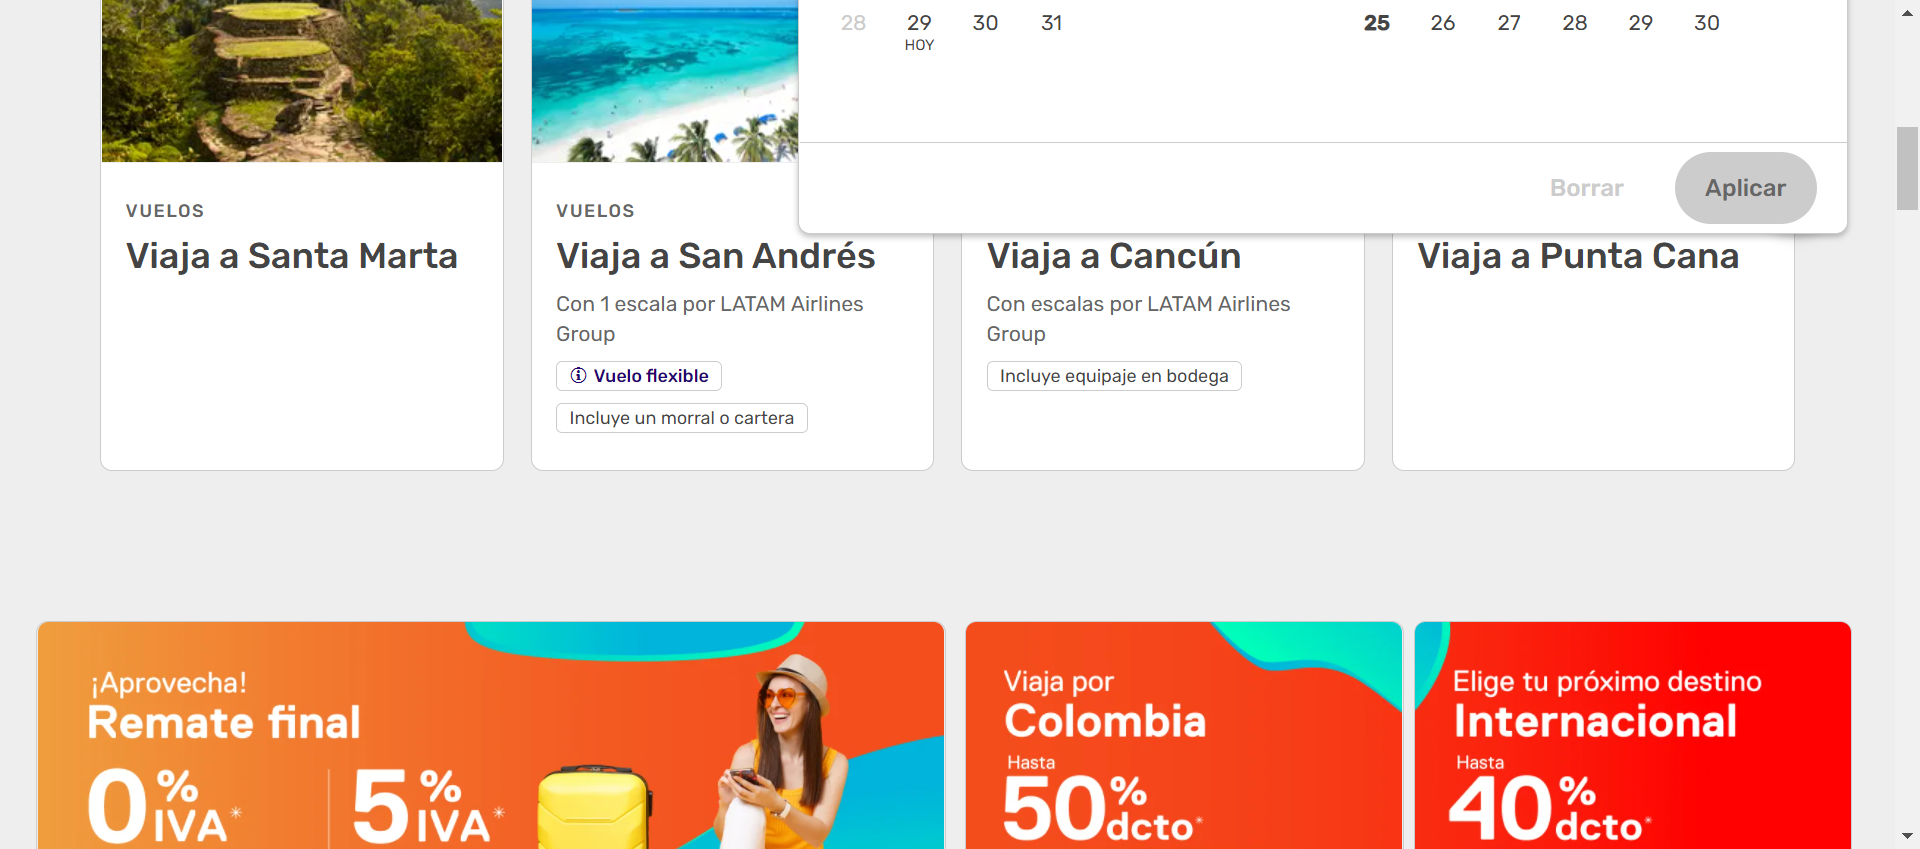 28 29 30 31 25 26 27 28 29 30
HOY
Borrar Aplicar
VUELOS
Viaja a Santa Marta
VUELOS
Viaja a San Andrés
Con 1 escala por LATAM Airlines
Group
Vuelo flexible
Incluye un morral o cartera
Viaja a Cancún
Con escalas por LATAM Airlines
Group
Incluye equipaje en bodega
Viaja a Punta Cana
¡Aprovecha!
Remate final
0% IVA* 5% IVA*
Viaja por
Colombia
Hasta
50% dcto*
Elige tu próximo destino
Internacional
Hasta
40% dcto*